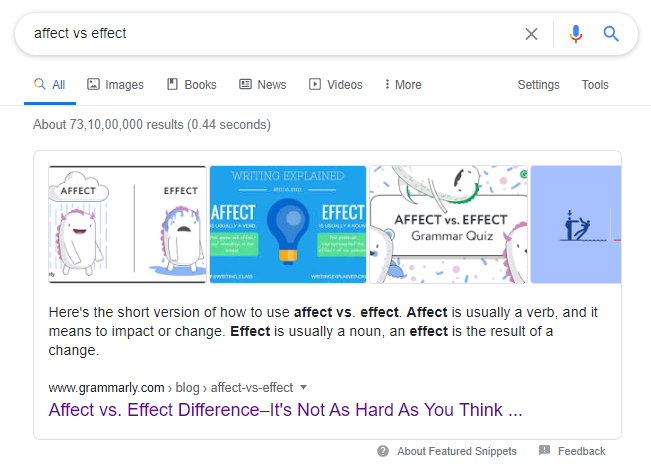 affect vs effect
All Images Books News Videos More Settings Tools
About 73,10,00,000 results (0.44 seconds)
AFFECT EFFECT
WRITING EXPLAINED
AFFECT EFFECT
IS USUALLY A VERB IS USUALLY A NOUN
WRITINGEXPLAINED.ORG
AFFECT vs. EFFECT
Grammar Quiz
Here's the short version of how to use affect vs. effect. Affect is usually a verb, and it
means to impact or change. Effect is usually a noun, an effect is the result of a
change.
www.grammarly.com › blog › affect-vs-effect
Affect vs. Effect Difference–It's Not As Hard As You Think ...
About Featured Snippets Feedback